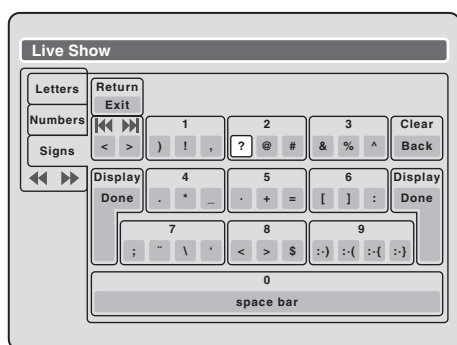 Live Show
Letters
Numbers
Signs
Return
Exit
1 2 3 Clear
< > ) ! , ? @ # & % ^ Back
Display 4 5 6 Display
Done . * _ · + = [ ] : Done
7 8 9
; ¨ \ ‘ < > $ :·) :·( :·{ :·}
0
space bar